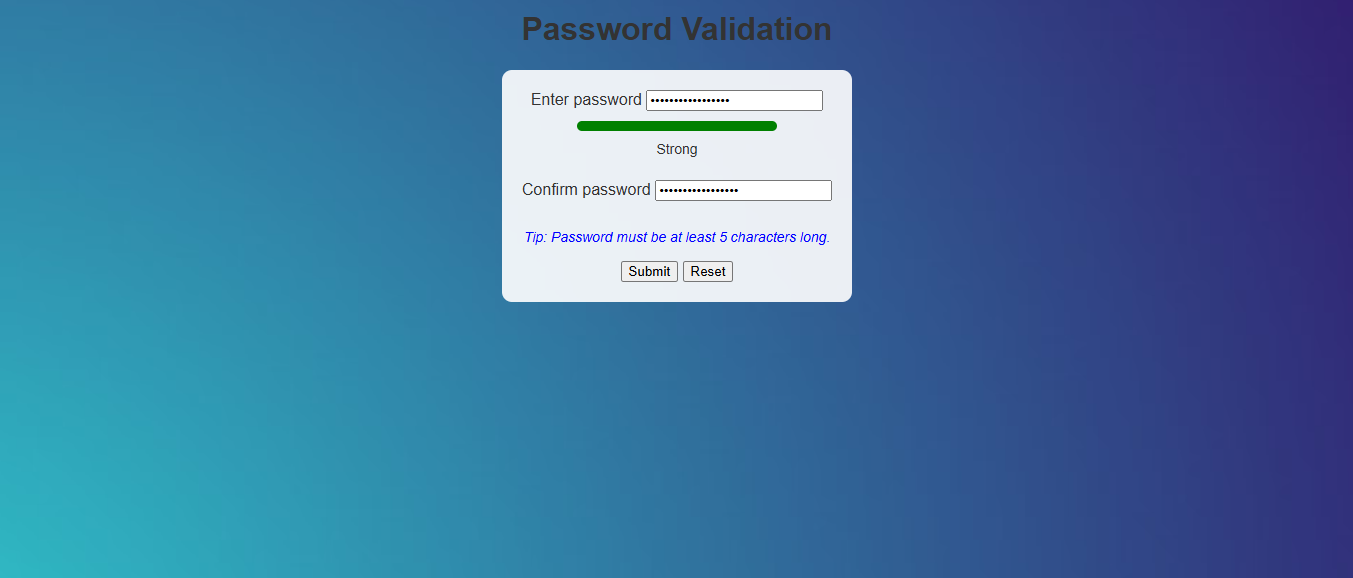 Password Validation
Enter password •••••••••••••••••
Strong
Confirm password •••••••••••••••••
Tip: Password must be at least 5 characters long.
Submit Reset